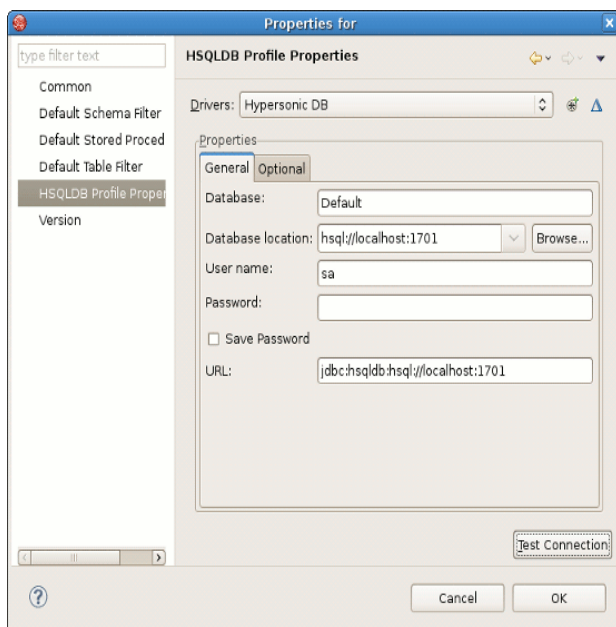 Properties for
type filter text
Common
Default Schema Filter
Default Stored Proced
Default Table Filter
HSQLDB Profile Proper
Version
HSQLDB Profile Properties
Drivers: Hypersonic DB
Properties
General Optional
Database: Default
Database location: hsql://localhost:1701 Browse...
User name: sa
Password:
Save Password
URL: jdbc:hsqldb:hsql://localhost:1701
Test Connection
Cancel OK